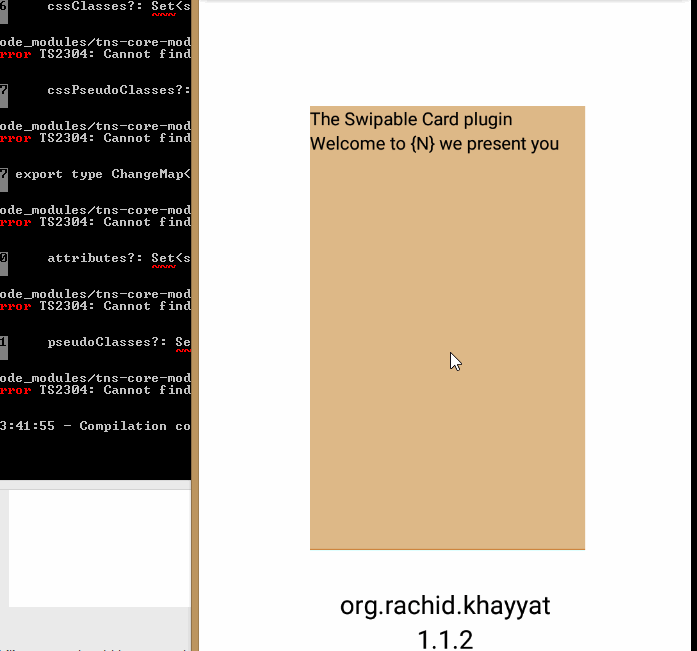 6 cssClasses?: Set<s
ode_modules/tns-core-mod
rror TS2304: Cannot find
7 cssPseudoClasses?:
ode_modules/tns-core-mod
rror TS2304: Cannot find
7 export type ChangeMap<
ode_modules/tns-core-mod
rror TS2304: Cannot find
0 attributes?: Set<s
ode_modules/tns-core-mod
rror TS2304: Cannot find
1 pseudoClasses?: Se
ode_modules/tns-core-mod
rror TS2304: Cannot find
3:41:55 - Compilation co
The Swipable Card plugin
Welcome to {N} we present you
org.rachid.khayyat
1.1.2